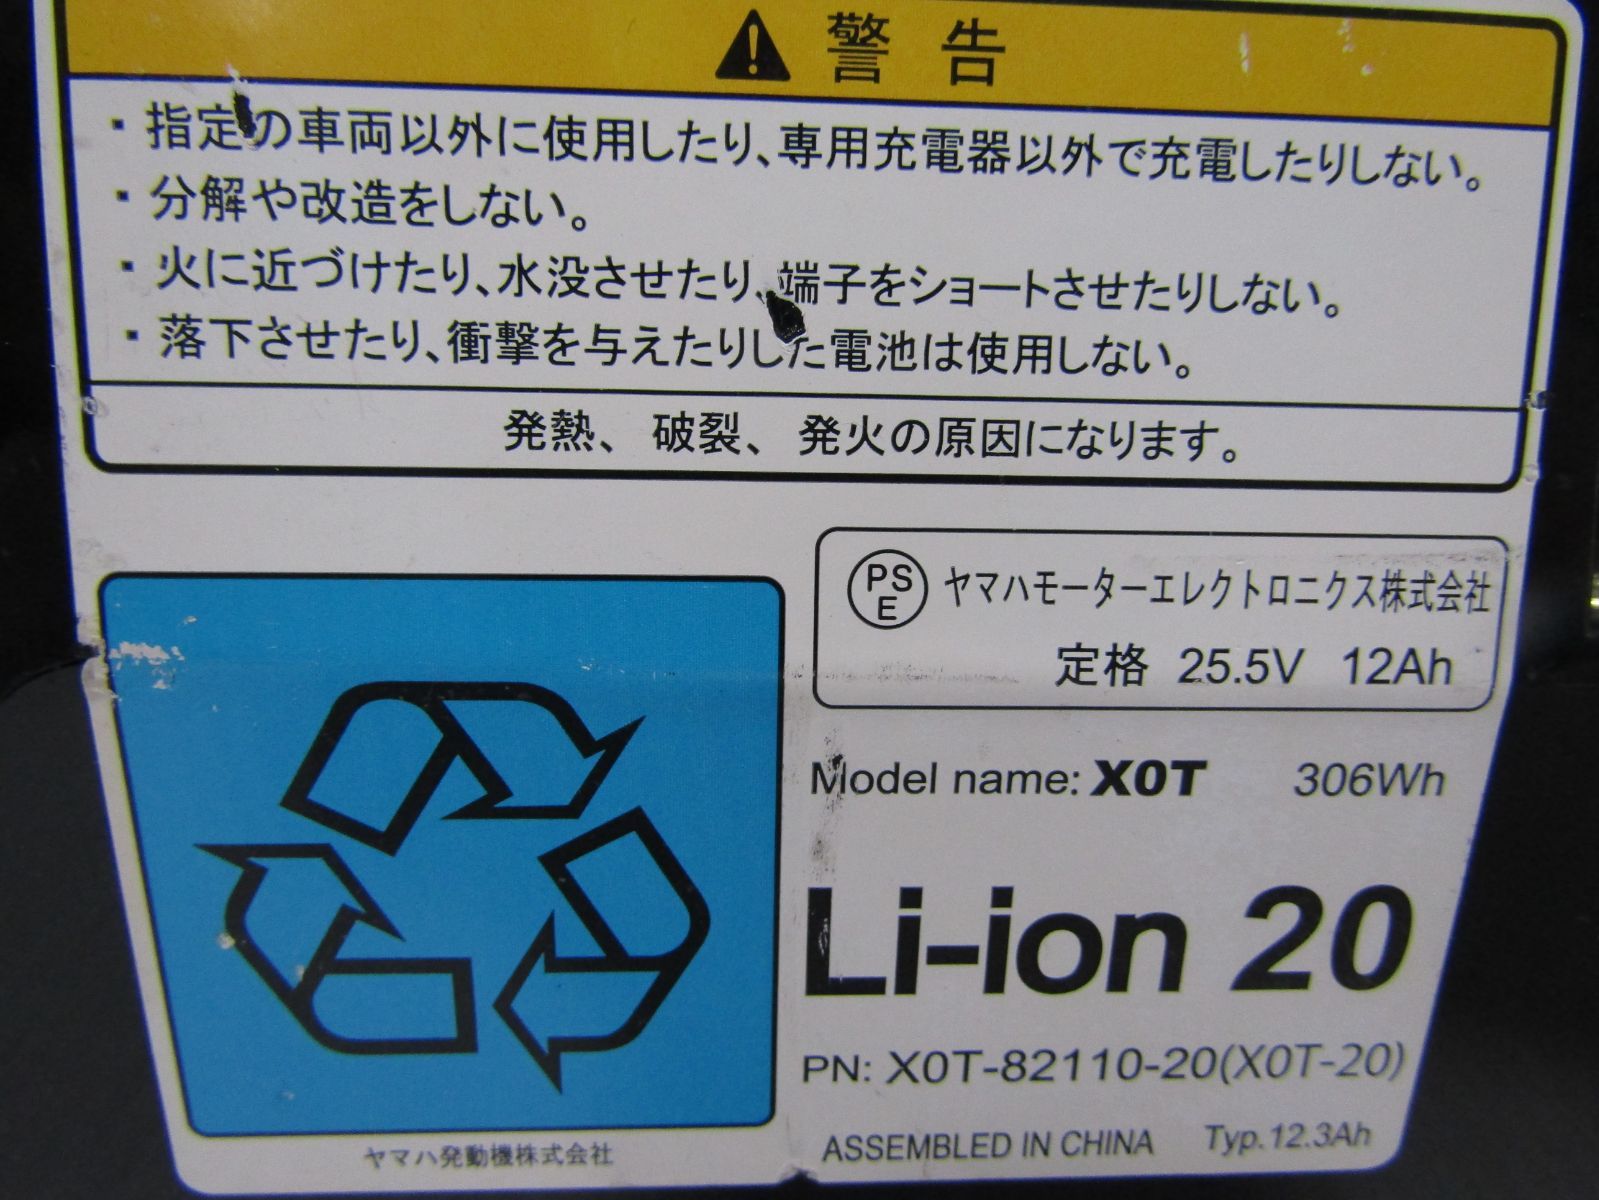 警告
・指定の車両以外に使用したり、専用充電器以外で充電したりしない。
・分解や改造をしない。
・火に近づけたり、水没させたり、端子をショートさせたりしない。
・落下させたり、衝撃を与えたりした電池は使用しない。
発熱、破裂、発火の原因になります。
PSE ヤマハモーターエレクトロニクス株式会社
定格 25.5V 12Ah
Model name: X0T 306Wh
Li-ion 20
PN: X0T-82110-20(X0T-20)
ASSEMBLED IN CHINA Typ.12.3Ah
ヤマハ発動機株式会社